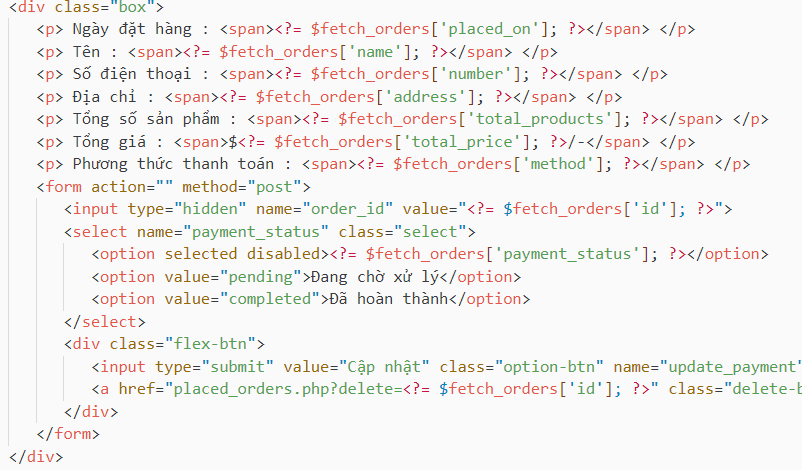 <div class="box">
<p> Ngày đặt hàng : <span><?= $fetch_orders['placed_on']; ?></span> </p>
<p> Tên : <span><?= $fetch_orders['name']; ?></span> </p>
<p> Số điện thoại : <span><?= $fetch_orders['number']; ?></span> </p>
<p> Địa chỉ : <span><?= $fetch_orders['address']; ?></span> </p>
<p> Tổng số sản phẩm : <span><?= $fetch_orders['total_products']; ?></span> </p>
<p> Tổng giá : <span>$<?= $fetch_orders['total_price']; ?>/-</span> </p>
<p> Phương thức thanh toán : <span><?= $fetch_orders['method']; ?></span> </p>
<form action="" method="post">
<input type="hidden" name="order_id" value="<?= $fetch_orders['id']; ?>">
<select name="payment_status" class="select">
<option selected disabled><?= $fetch_orders['payment_status']; ?></option>
<option value="pending">Đang chờ xử lý</option>
<option value="completed">Đã hoàn thành</option>
</select>
<div class="flex-btn">
<input type="submit" value="Cập nhật" class="option-btn" name="update_payment"
<a href="placed_orders.php?delete=<?= $fetch_orders['id']; ?>" class="delete-b
</div>
</form>
</div>